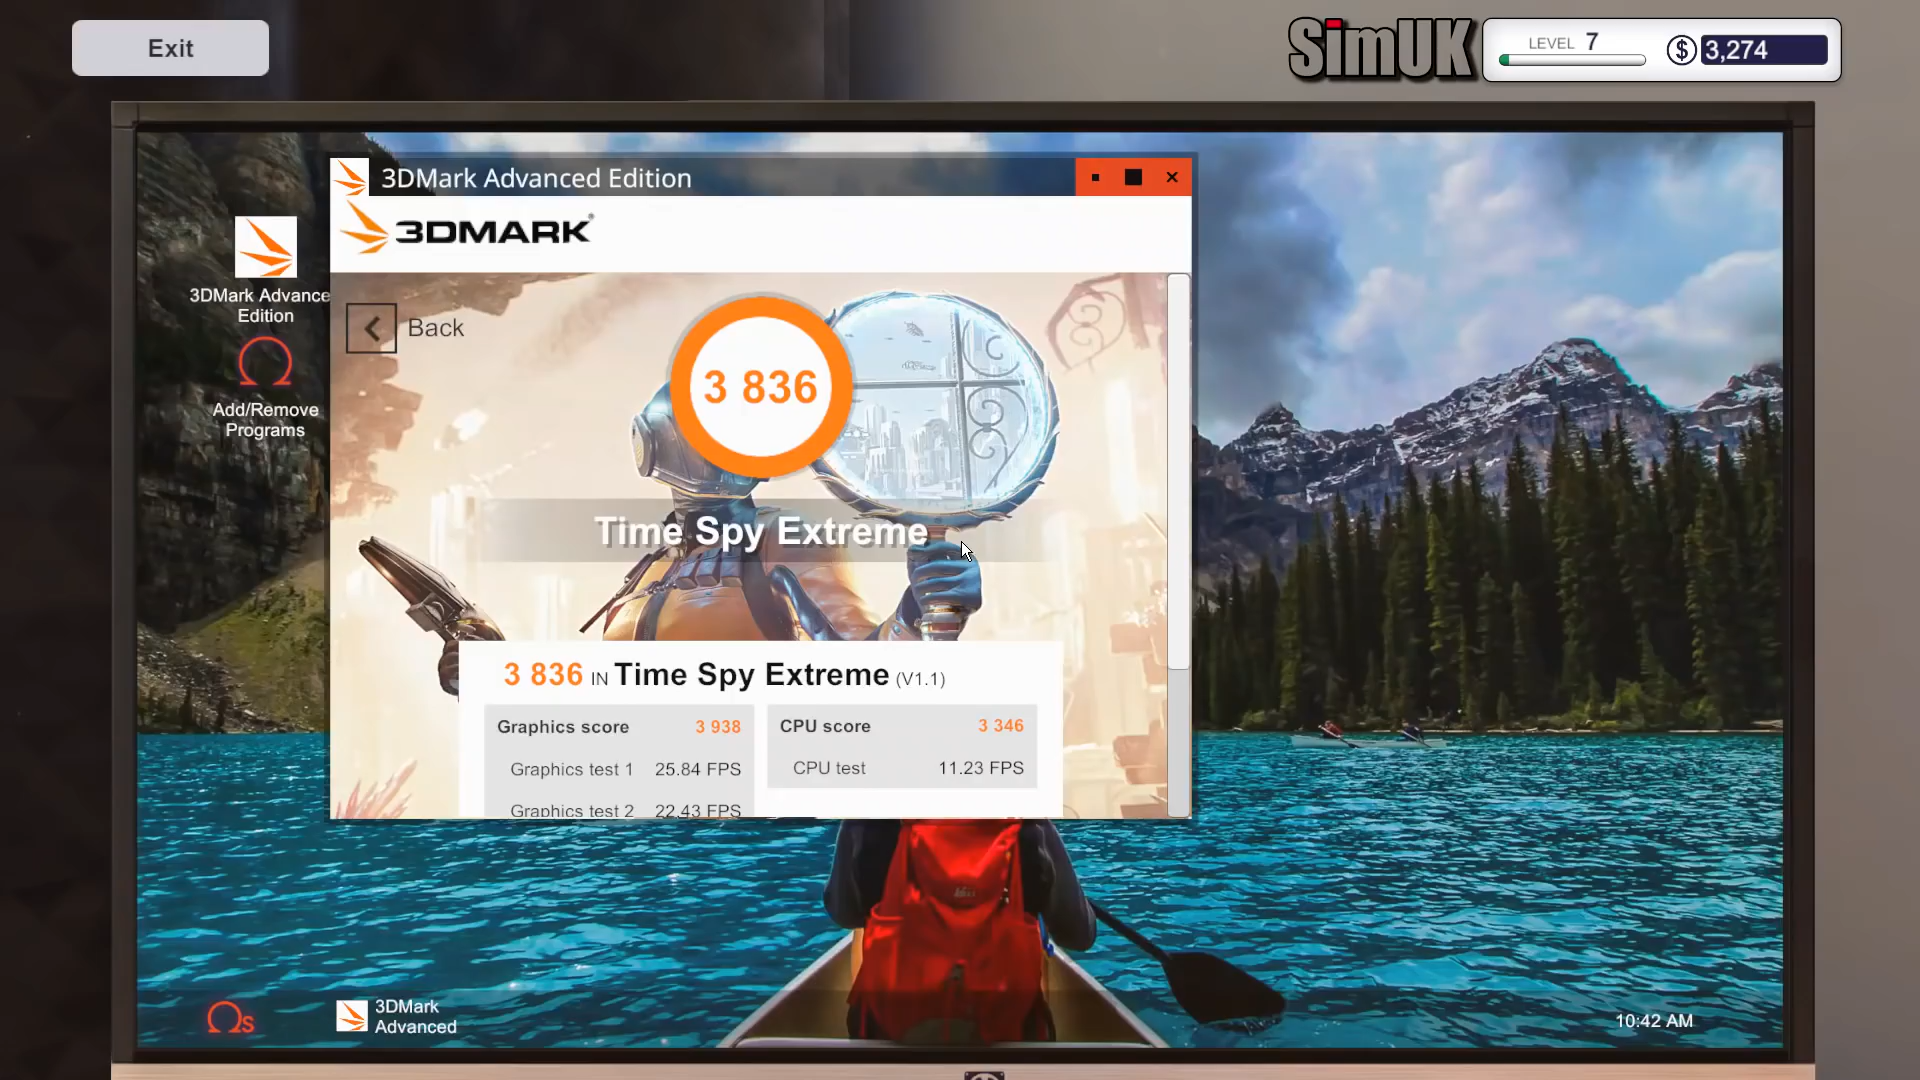 Exit
SimUK
LEVEL 7
$ 3,274
3DMark Advanced Edition
3DMARK®
3DMark Advance
Edition
Add/Remove
Programs
Back
3 836
Time Spy Extreme
3 836 IN Time Spy Extreme (V1.1)
Graphics score 3 938
CPU score 3 346
Graphics test 1 25.84 FPS
CPU test 11.23 FPS
Graphics test 2 22.43 FPS
Ωs
3DMark
Advanced
10:42 AM